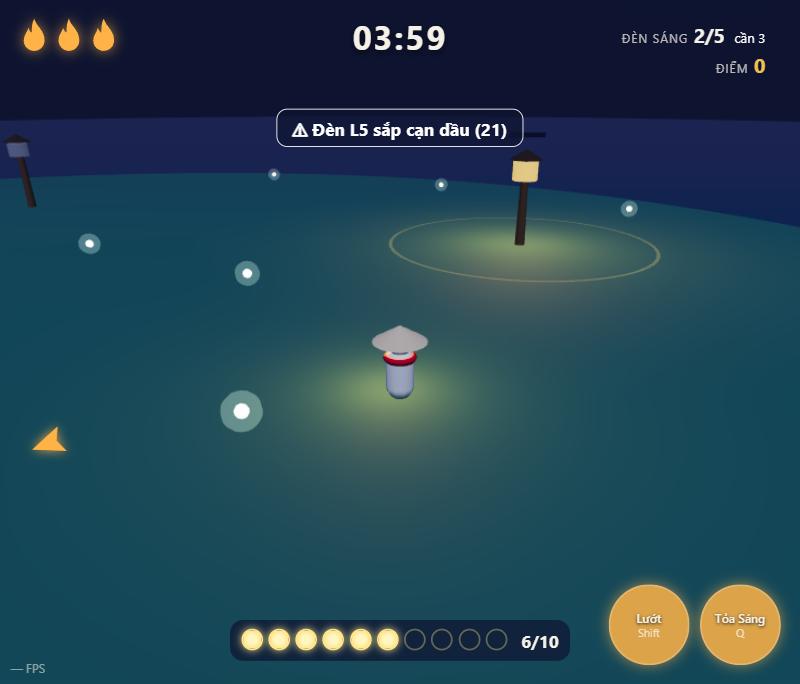 03:59
ĐÈN SÁNG 2/5 cần 3
ĐIỂM 0
⚠ Đèn L5 sắp cạn dầu (21)
Lướt
Shift
Tỏa Sáng
Q
6/10
— FPS